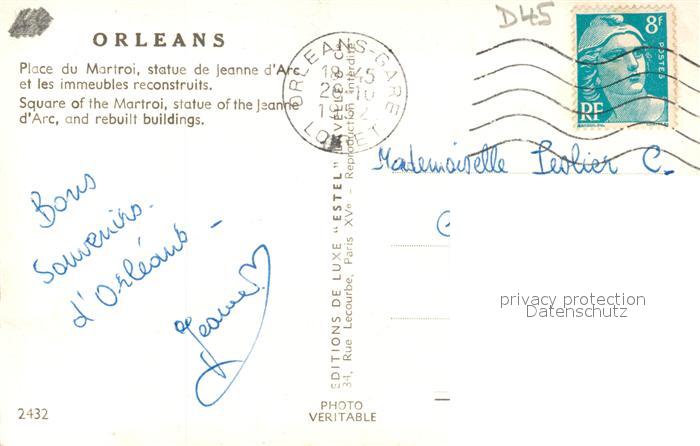 D45
8F
POSTES
RF
ORLEANS
Place du Martroi, statue de Jeanne d'Arc
et les immeubles reconstruits.
Square of the Martroi, statue of the Jeanne
d'Arc, and rebuilt buildings.
ORLEANS-GARE
LOIRET
Mademoiselle C.
Bons
Souvenirs.
d'Orléans -
Jeanne
EDITIONS DE LUXE "ESTEL"
34, Rue Lecourbe, Paris XVe - Reproduction Interdite
privacy protection
Datenschutz
PHOTO
VERITABLE
2432